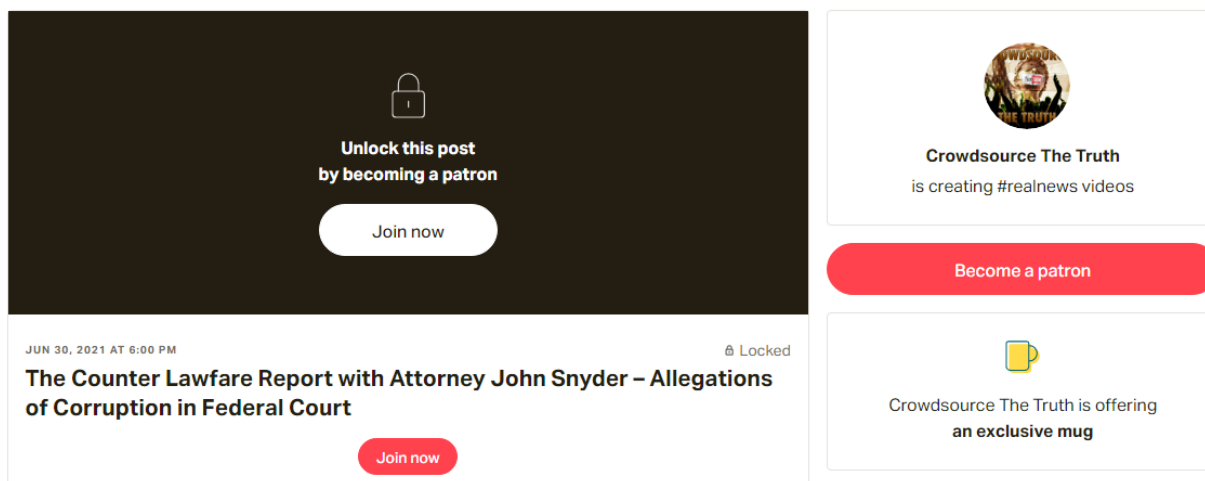 Unlock this post
by becoming a patron
Join now
JUN 30, 2021 AT 6:00 PM
Locked
The Counter Lawfare Report with Attorney John Snyder – Allegations
of Corruption in Federal Court
Join now
THE TRUTH
Crowdsource The Truth
is creating #realnews videos
Become a patron
Crowdsource The Truth is offering
an exclusive mug